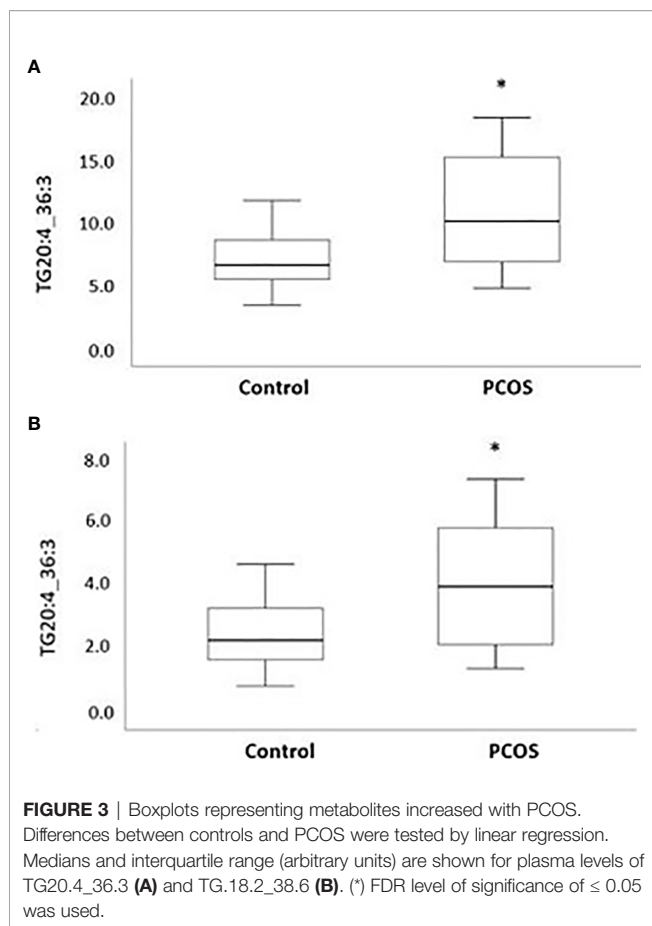 A
*
20.0
15.0
10.0
5.0
0.0
TG20:4_36:3
Control PCOS
B
*
8.0
6.0
4.0
2.0
0.0
TG20:4_36:3
Control PCOS
FIGURE 3 | Boxplots representing metabolites increased with PCOS.
Differences between controls and PCOS were tested by linear regression.
Medians and interquartile range (arbitrary units) are shown for plasma levels of
TG20.4_36.3 (A) and TG.18.2_38.6 (B). (*) FDR level of significance of ≤ 0.05
was used.